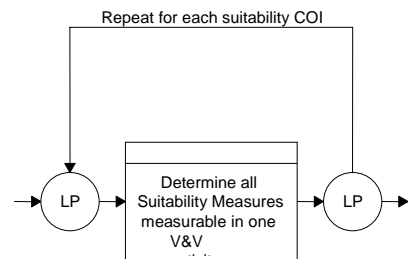 Repeat for each suitability COI
LP
Determine all
Suitability Measures
measurable in one
V&V
LP